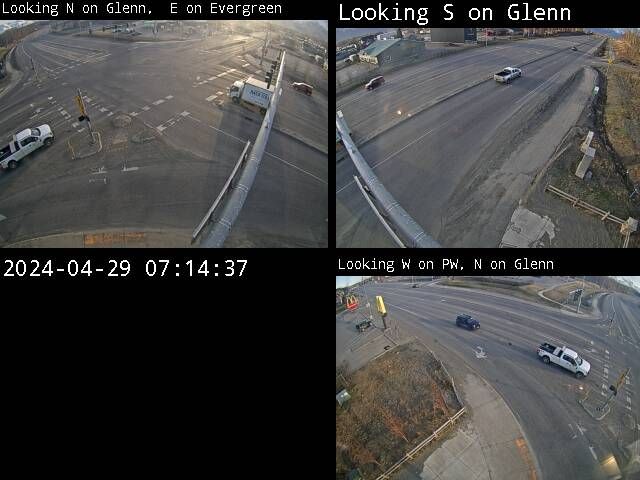 Looking N on Glenn,  E on Evergreen
Looking S on Glenn
2024-04-29 07:14:37
Looking W on PW, N on Glenn